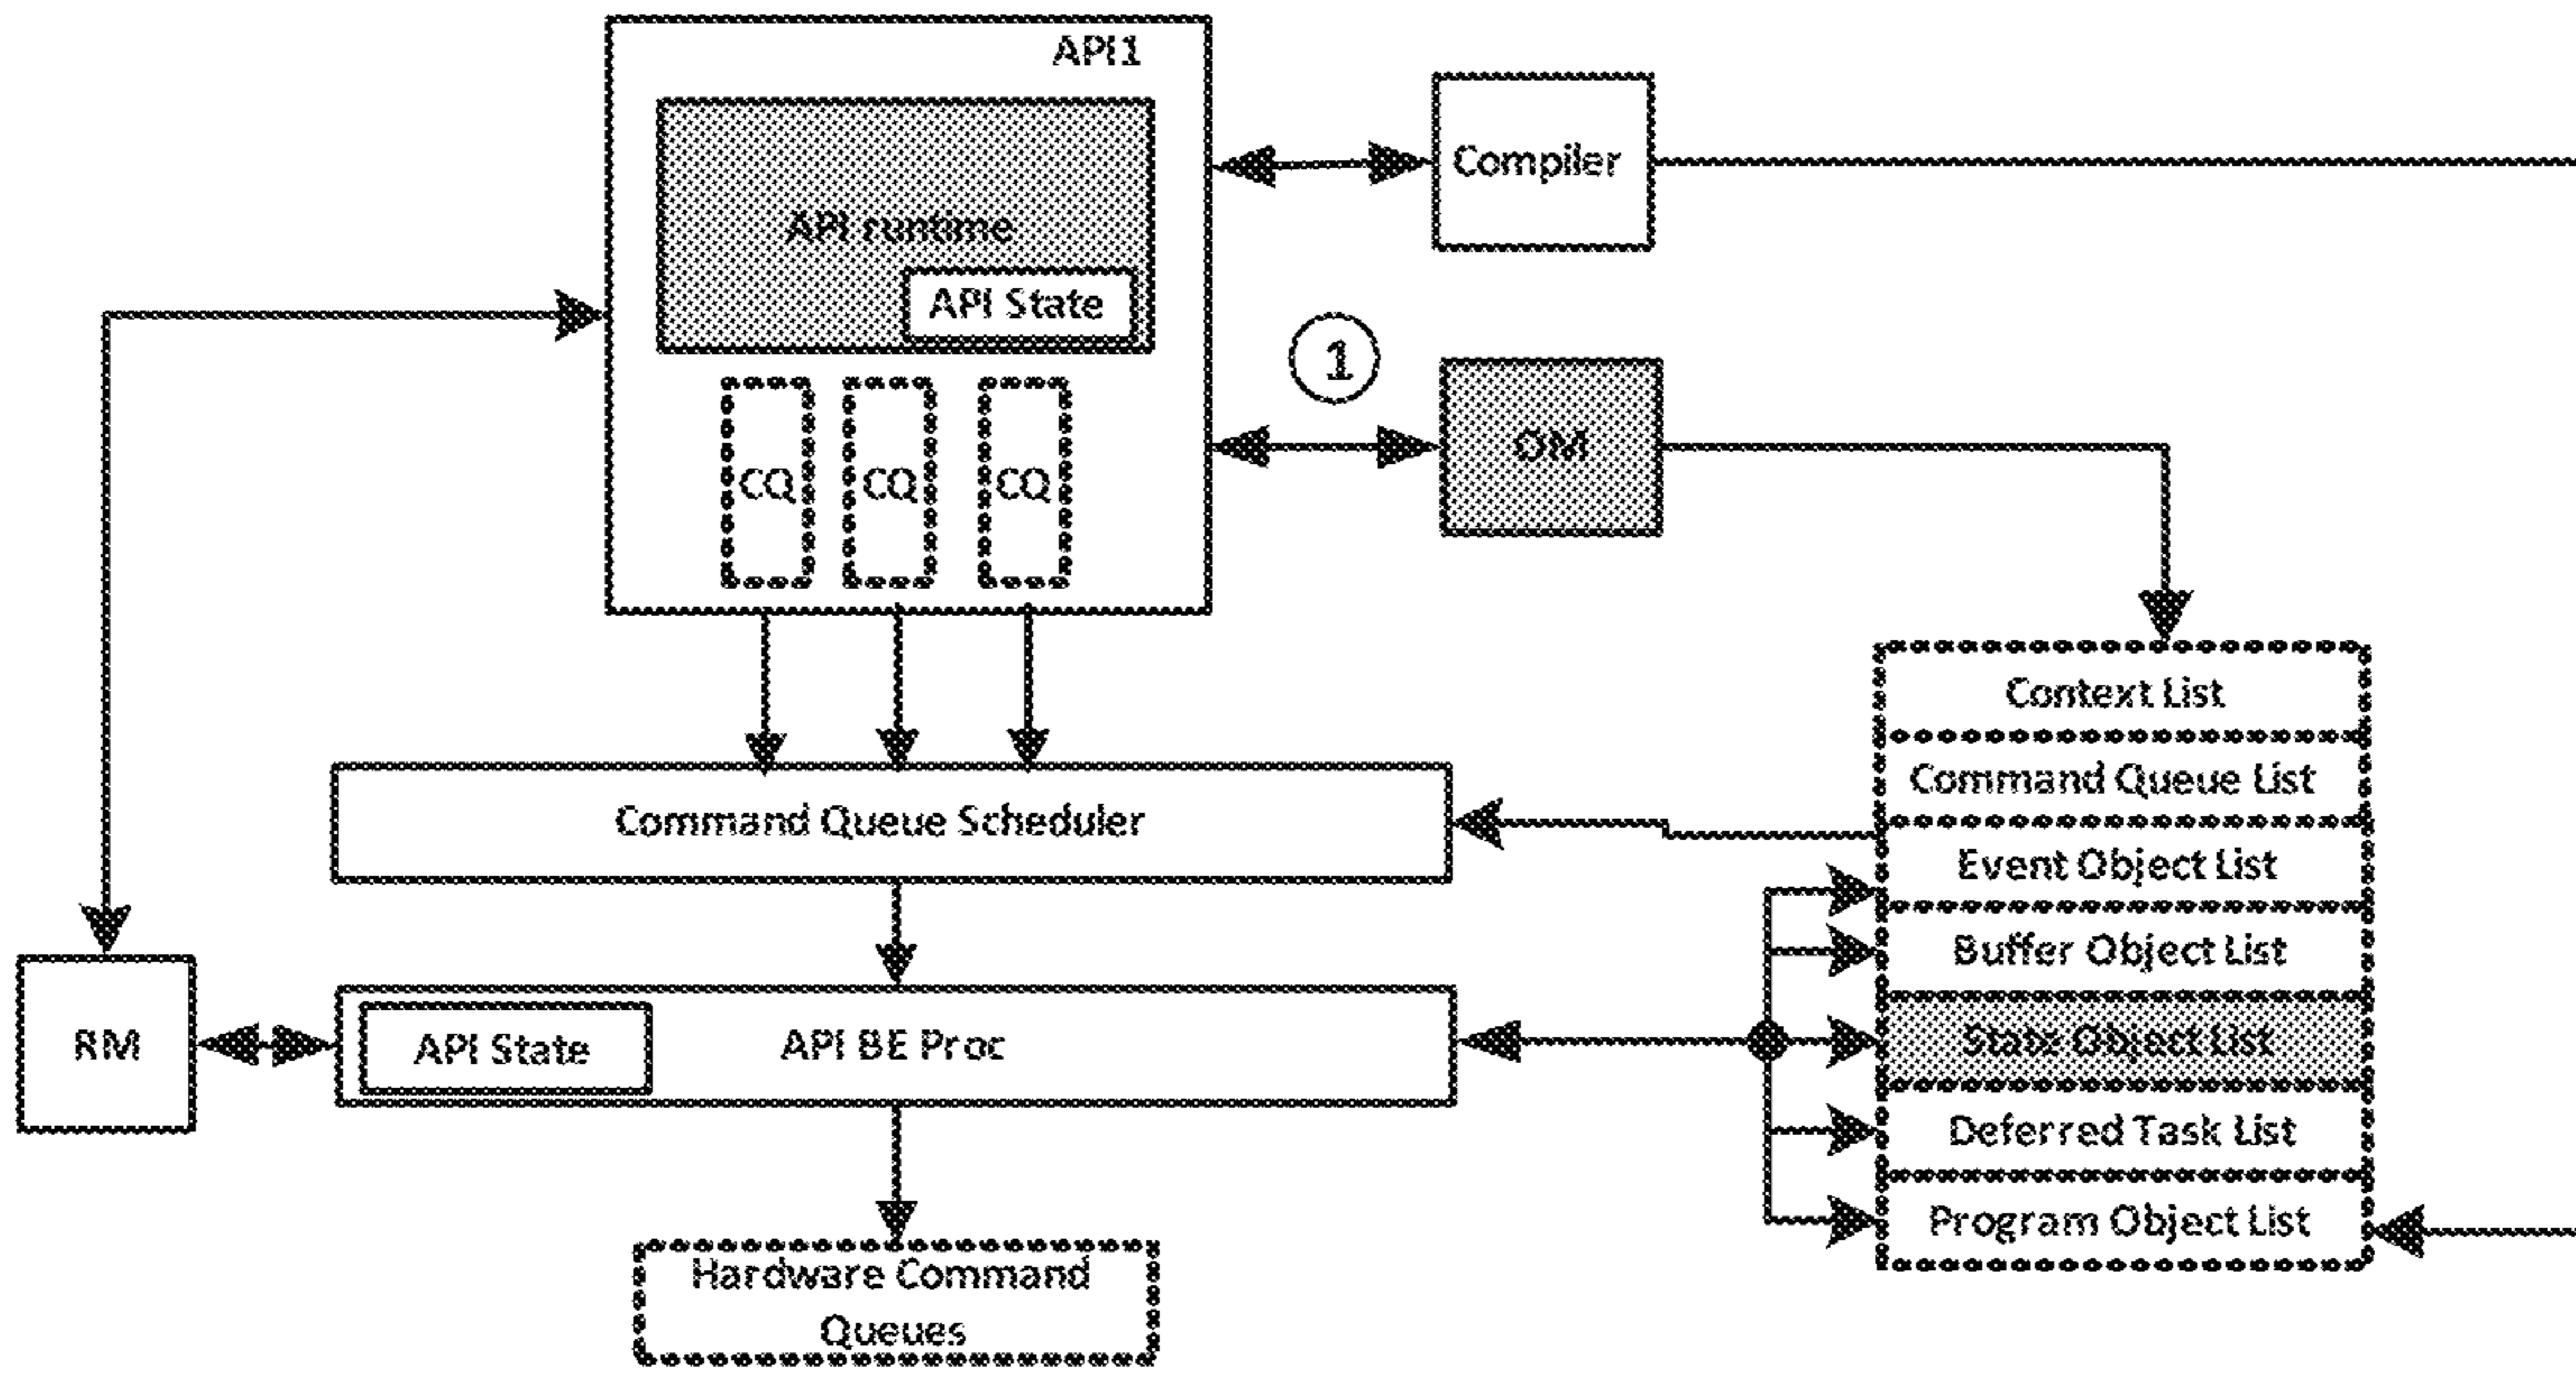 API1
API runtime
API State
Compiler
1
OM
CQ
CQ
CQ
Context List
Command Queue List
Command Queue Scheduler
Event Object List
Buffer Object List
RM
API State
API BE Proc
State Object List
Deferred Task List
Program Object List
Hardware Command
Queues